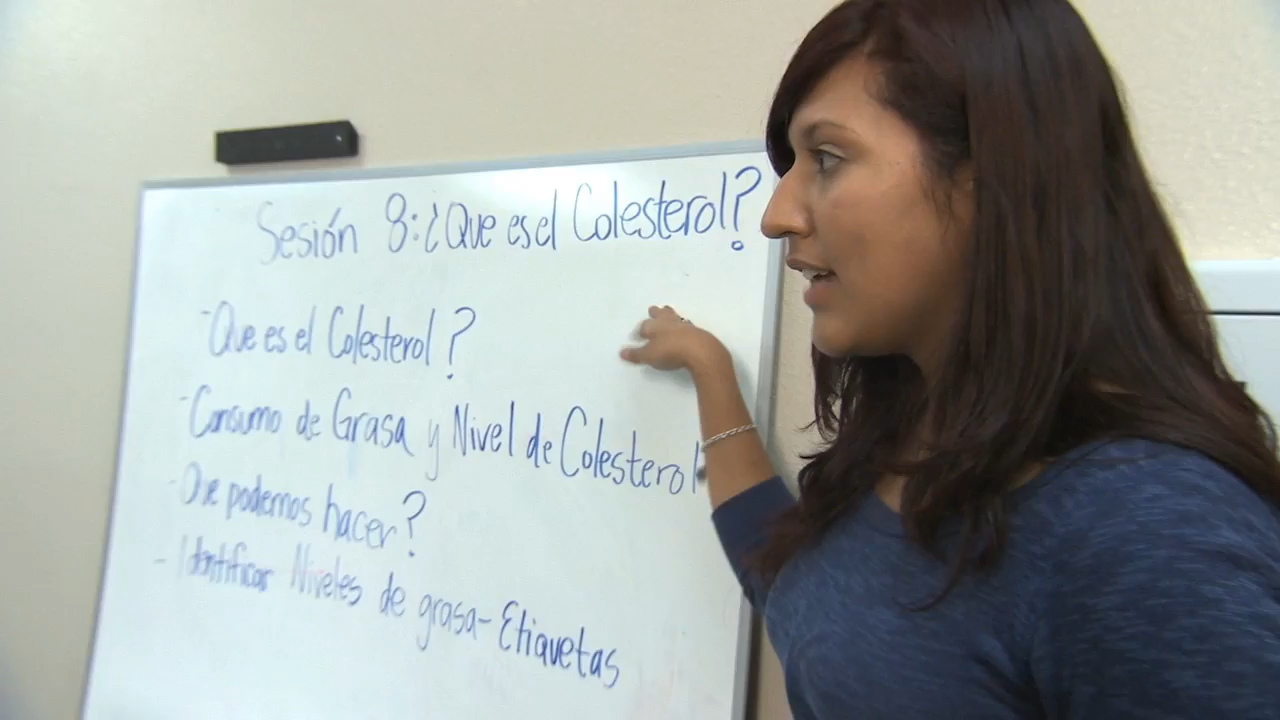 Sesión 8: ¿Que es el Colesterol?
- Que es el Colesterol?
- Consumo de Grasa y Nivel de Colesterol
- Que podemos hacer?
- Identificar Niveles de grasa - Etiquetas